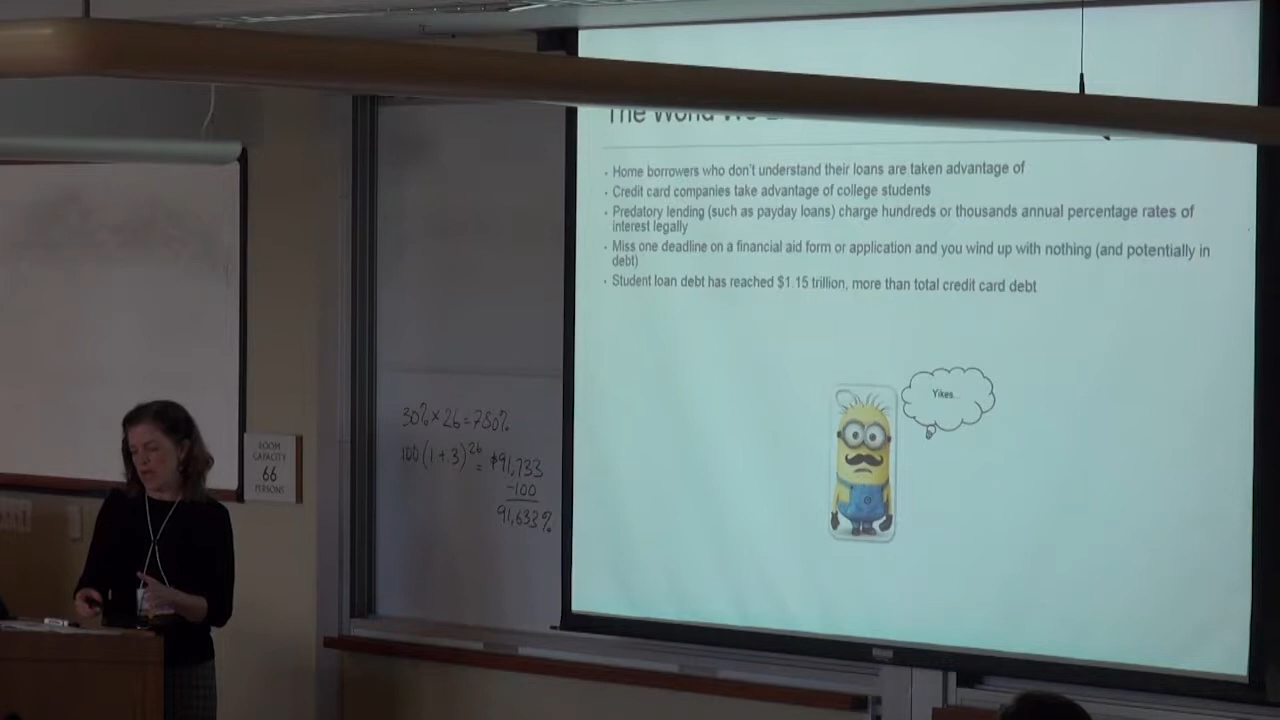 The World We
· Home borrowers who don't understand their loans are taken advantage of
· Credit card companies take advantage of college students
· Predatory lending (such as payday loans) charge hundreds or thousands annual percentage rates of
interest legally
· Miss one deadline on a financial aid form or application and you wind up with nothing (and potentially in
debt)
· Student loan debt has reached $1.15 trillion, more than total credit card debt
Yikes...
30% × 26 = 780%
100(1+.3)^26 = $91,733
-100
91,633%
ROOM
CAPACITY
66
PERSONS